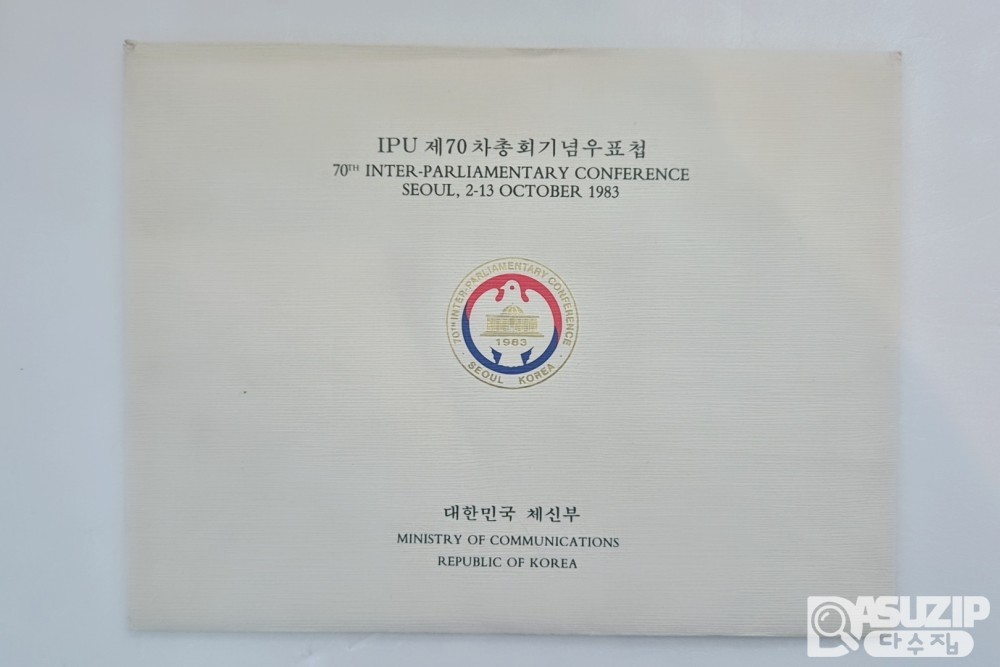 IPU 제70차총회기념우표첩
70TH INTER-PARLIAMENTARY CONFERENCE
SEOUL, 2-13 OCTOBER 1983
70TH INTER-PARLIAMENTARY CONFERENCE
1983
· SEOUL KOREA ·
대한민국 체신부
MINISTRY OF COMMUNICATIONS
REPUBLIC OF KOREA
DASUZIP
다수집